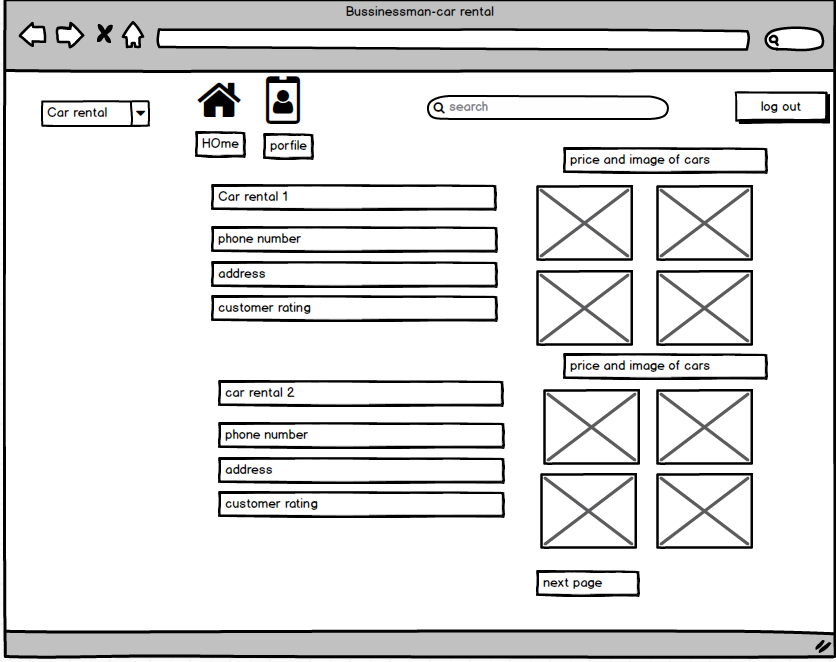 Bussinessman-car rental
Car rental
search
log out
HOme
porfile
price and image of cars
Car rental 1
phone number
address
customer rating
price and image of cars
car rental 2
phone number
address
customer rating
next page